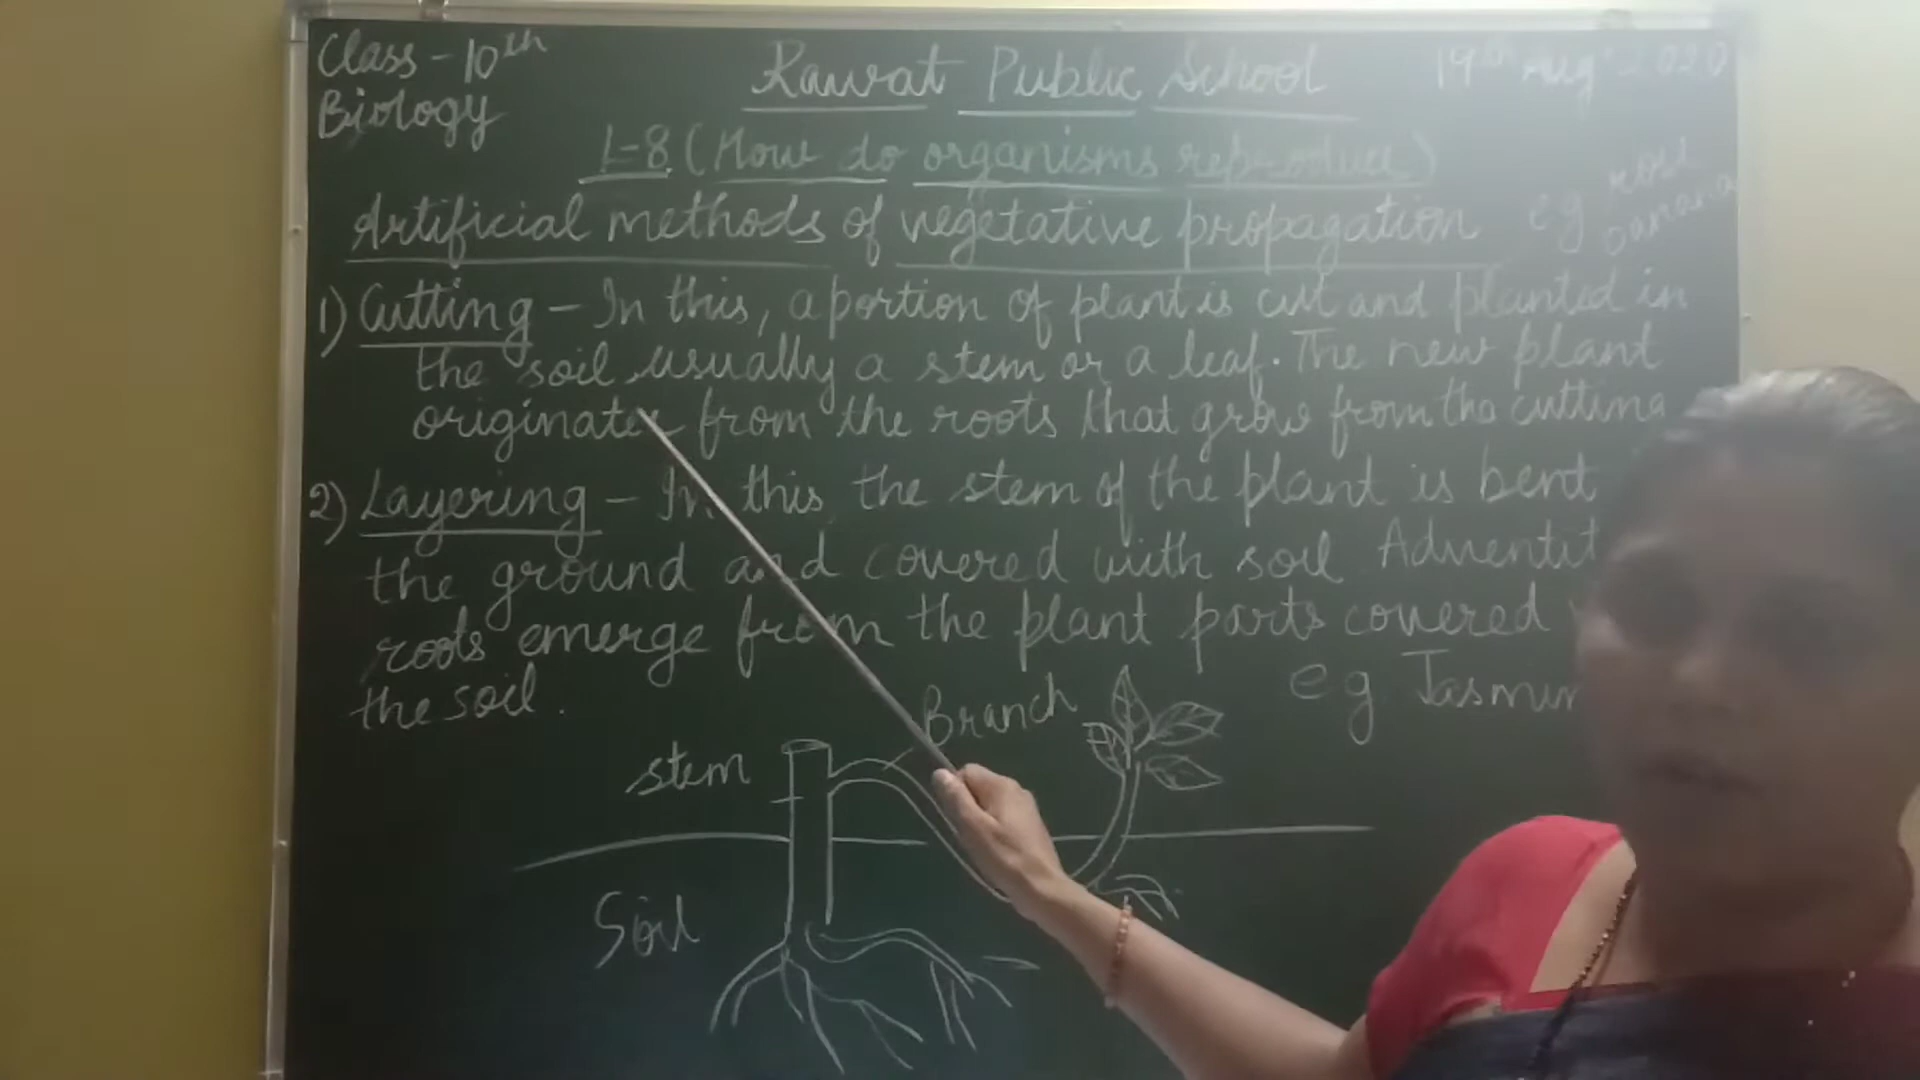 Class - 10th
Biology
Rawat Public School
19th Aug' 2020
L-8 (How do organisms reproduce)
Artificial methods of vegetative propagation
eg rose
banana
1) Cutting - In this, a portion of plant is cut and planted in
the soil usually a stem or a leaf. The new plant
originates from the roots that grow from the cutting
2) Layering - In this the stem of the plant is bent
the ground and covered with soil Adventit
roots emerge from the plant parts covered
the soil.
eg Jasmin
Branch
stem
Soil